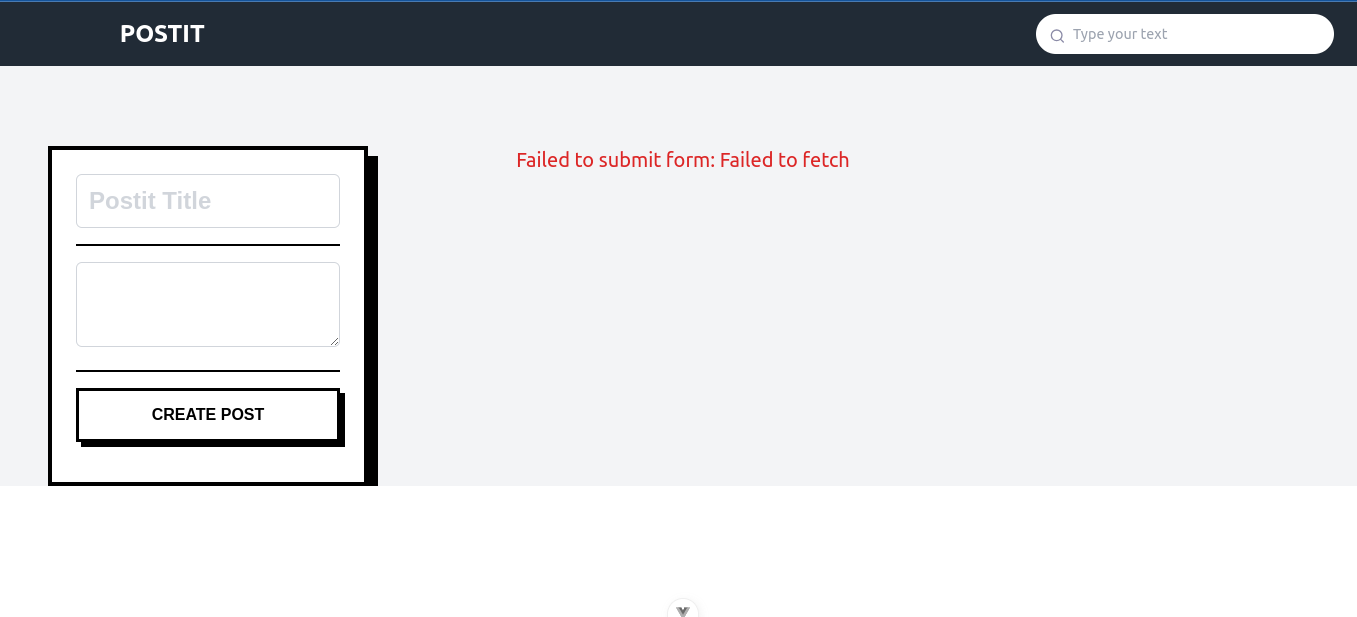 POSTIT
Type your text
Failed to submit form: Failed to fetch
Postit Title
CREATE POST